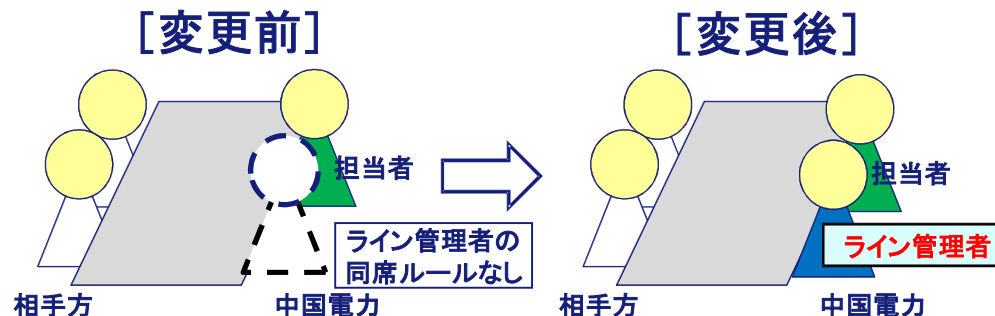 [変更前]
[変更後]
担当者
担当者
ライン管理者の
同席ルールなし
ライン管理者
相手方
中国電力
相手方
中国電力